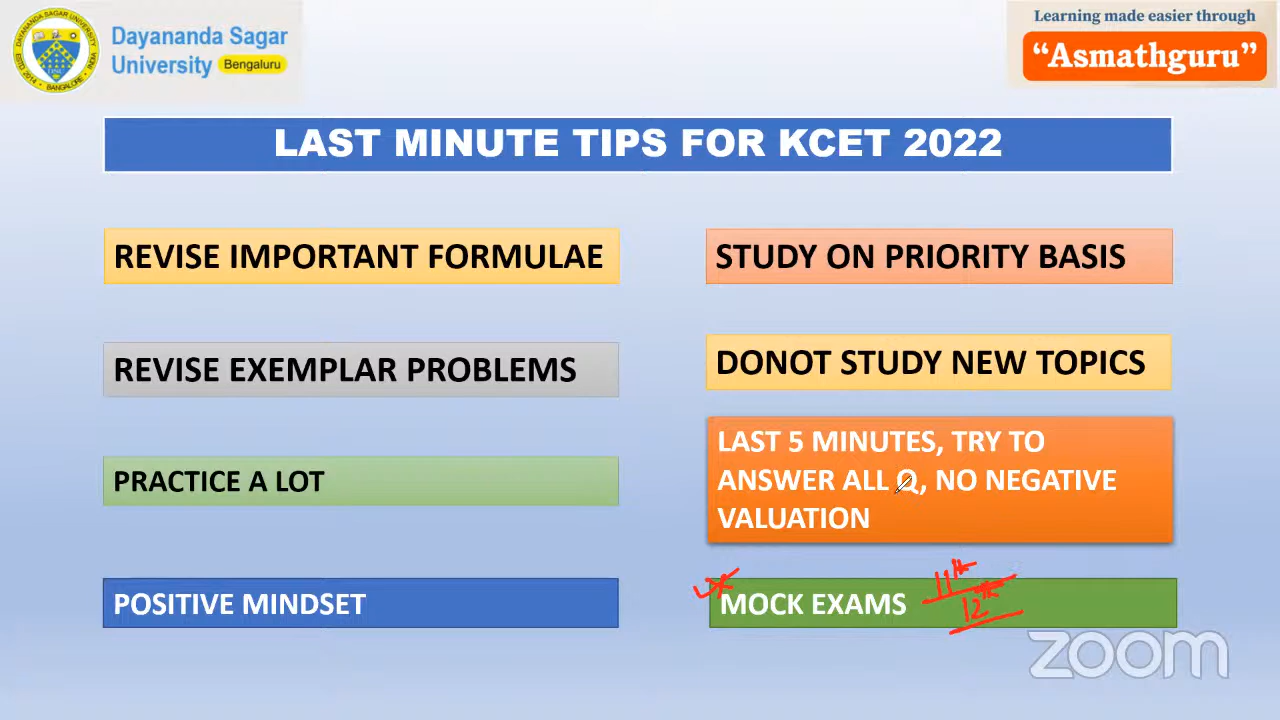 Dayananda Sagar
University Bengaluru
Learning made easier through
“Asmathguru”
LAST MINUTE TIPS FOR KCET 2022
REVISE IMPORTANT FORMULAE
STUDY ON PRIORITY BASIS
REVISE EXEMPLAR PROBLEMS
DONOT STUDY NEW TOPICS
PRACTICE A LOT
LAST 5 MINUTES, TRY TO
ANSWER ALL Q, NO NEGATIVE
VALUATION
POSITIVE MINDSET
MOCK EXAMS
11th
12th
zoom